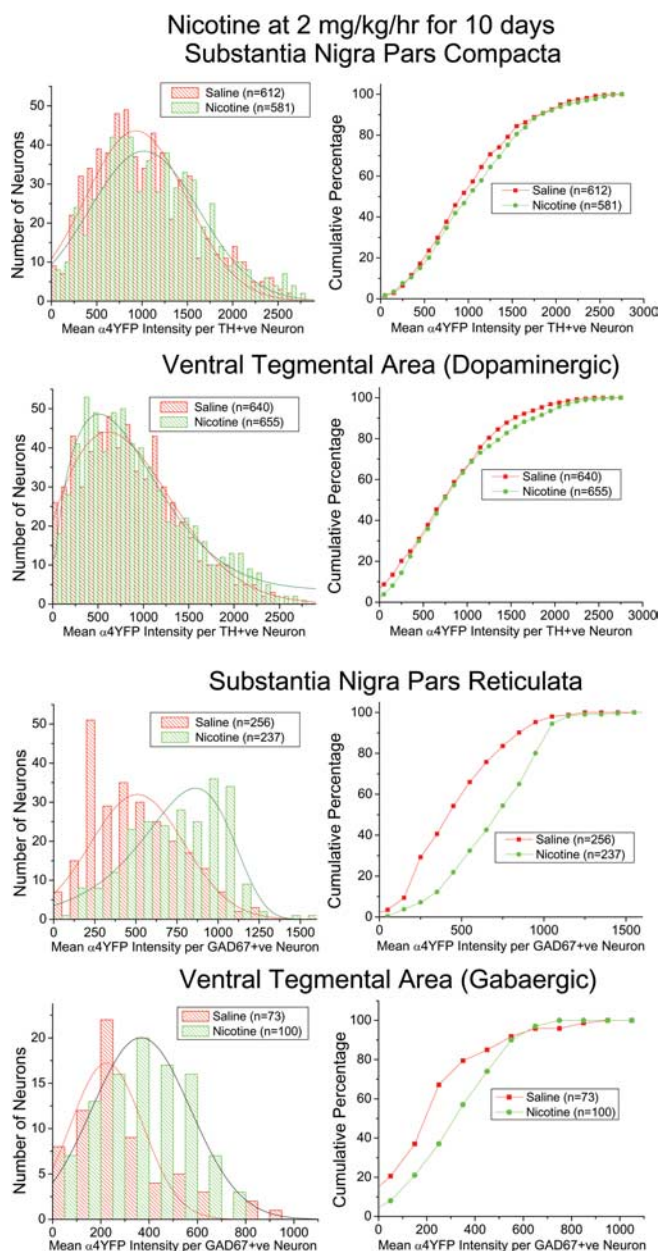 Nicotine at 2 mg/kg/hr for 10 days
Substantia Nigra Pars Compacta
Number of Neurons
50
40
30
20
10
0
Saline (n=612)
Nicotine (n=581)
0 500 1000 1500 2000 2500
Mean α4YFP Intensity per TH+ve Neuron
Cumulative Percentage
100
80
60
40
20
0
Saline (n=612)
Nicotine (n=581)
0 500 1000 1500 2000 2500 3000
Mean α4YFP Intensity per TH+ve Neuron
Ventral Tegmental Area (Dopaminergic)
Number of Neurons
50
40
30
20
10
0
Saline (n=640)
Nicotine (n=655)
0 500 1000 1500 2000 2500
Mean α4YFP Intensity per TH+ve Neuron
Cumulative Percentage
100
80
60
40
20
0
Saline (n=640)
Nicotine (n=655)
0 500 1000 1500 2000 2500 3000
Mean α4YFP Intensity per TH+ve Neuron
Substantia Nigra Pars Reticulata
Number of Neurons
50
40
30
20
10
0
Saline (n=256)
Nicotine (n=237)
0 250 500 750 1000 1250 1500
Mean α4YFP Intensity per GAD67+ve Neuron
Cumulative Percentage
100
80
60
40
20
0
Saline (n=256)
Nicotine (n=237)
0 500 1000 1500
Mean α4YFP Intensity per GAD67+ve Neuron
Ventral Tegmental Area (Gabaergic)
Number of Neurons
20
15
10
5
0
Saline (n=73)
Nicotine (n=100)
0 200 400 600 800 1000
Mean α4YFP Intensity per GAD67+ve Neuron
Cumulative Percentage
100
80
60
40
20
0
Saline (n=73)
Nicotine (n=100)
0 200 400 600 800 1000
Mean α4YFP Intensity per GAD67+ve Neuron